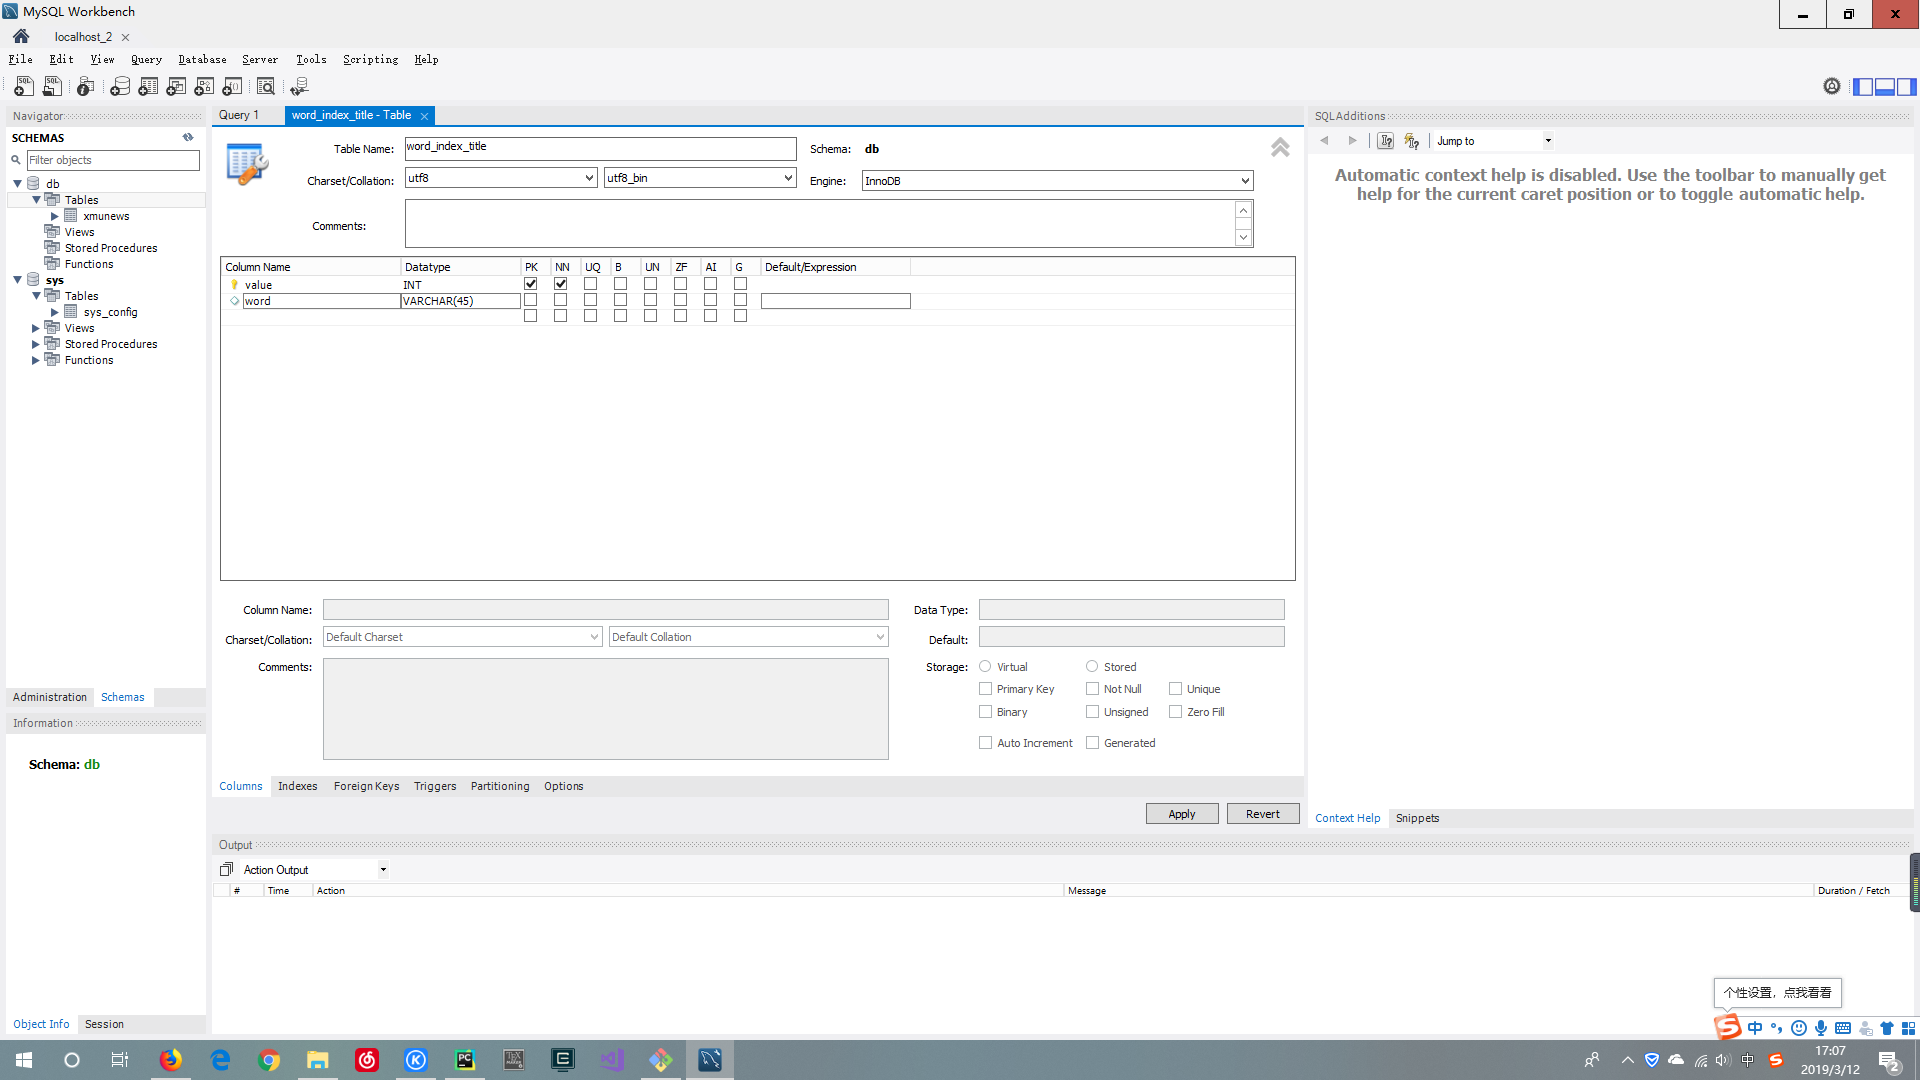 MySQL Workbench
localhost_2
File Edit View Query Database Server Tools Scripting Help
Navigator
SCHEMAS
Filter objects
db
Tables
xmunews
Views
Stored Procedures
Functions
sys
Tables
sys_config
Views
Stored Procedures
Functions
Administration Schemas
Information
Schema: db
Object Info Session
Query 1 word_index_title - Table
Table Name: word_index_title Schema: db
Charset/Collation: utf8 utf8_bin Engine: InnoDB
Comments:
Column Name Datatype PK NN UQ B UN ZF AI G Default/Expression
value INT
word VARCHAR(45)
Column Name: Data Type:
Charset/Collation: Default Charset Default Collation Default:
Comments: Storage: Virtual Stored
Primary Key Not Null Unique
Binary Unsigned Zero Fill
Auto Increment Generated
Columns Indexes Foreign Keys Triggers Partitioning Options
Apply Revert
SQLAdditions
Jump to
Automatic context help is disabled. Use the toolbar to manually get
help for the current caret position or to toggle automatic help.
Context Help Snippets
Output
Action Output
# Time Action Message Duration / Fetch
个性设置，点我看看
中
中
17:07
2019/3/12
2